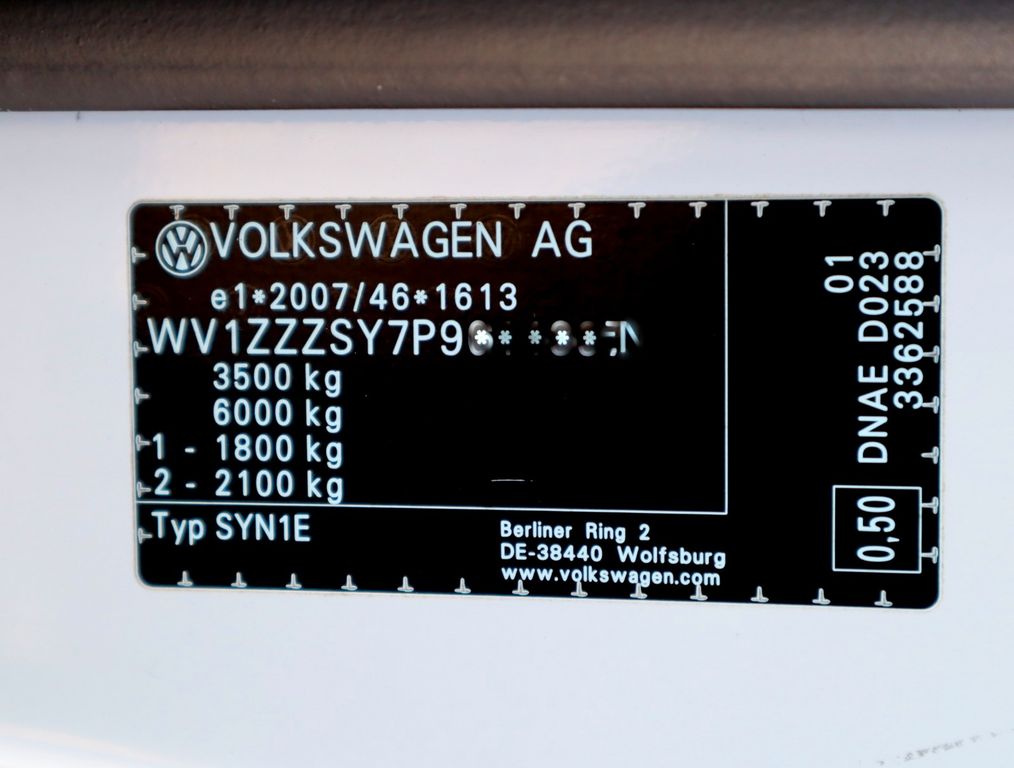 VOLKSWAGEN AG
e1*2007/46*1613
WV1ZZZSY7P9
3500 kg
6000 kg
1 - 1800 kg
2 - 2100 kg
Typ SYN1E
Berliner Ring 2
DE-38440 Wolfsburg
www.volkswagen.com
01
DNAE D023
3362588
0,50